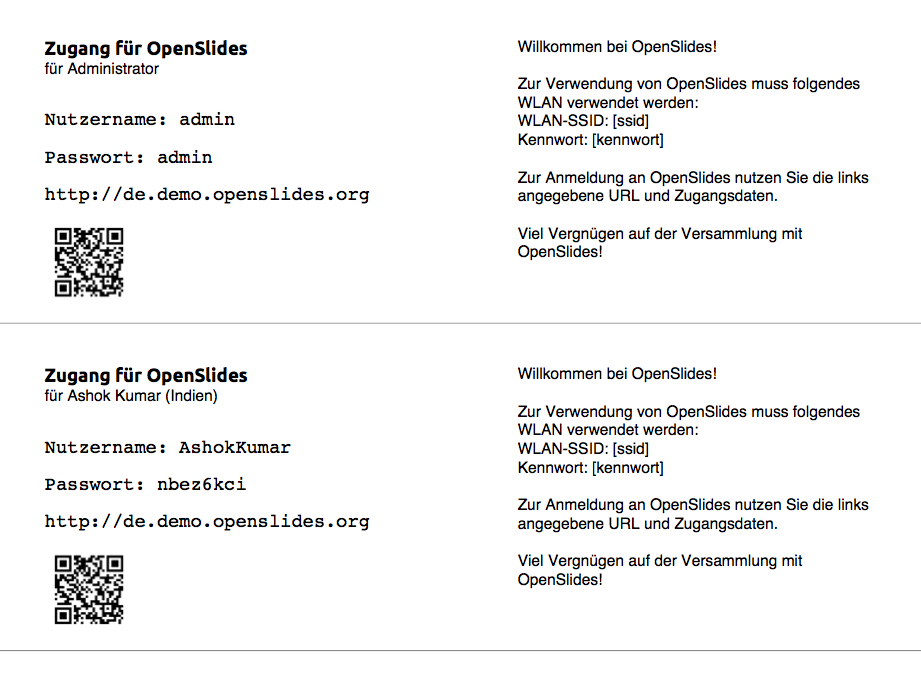 Zugang für OpenSlides
für Administrator
Nutzername: admin
Passwort: admin
http://de.demo.openslides.org
Willkommen bei OpenSlides!
Zur Verwendung von OpenSlides muss folgendes
WLAN verwendet werden:
WLAN-SSID: [ssid]
Kennwort: [kennwort]
Zur Anmeldung an OpenSlides nutzen Sie die links
angegebene URL und Zugangsdaten.
Viel Vergnügen auf der Versammlung mit
OpenSlides!
Zugang für OpenSlides
für Ashok Kumar (Indien)
Nutzername: AshokKumar
Passwort: nbez6kci
http://de.demo.openslides.org
Willkommen bei OpenSlides!
Zur Verwendung von OpenSlides muss folgendes
WLAN verwendet werden:
WLAN-SSID: [ssid]
Kennwort: [kennwort]
Zur Anmeldung an OpenSlides nutzen Sie die links
angegebene URL und Zugangsdaten.
Viel Vergnügen auf der Versammlung mit
OpenSlides!